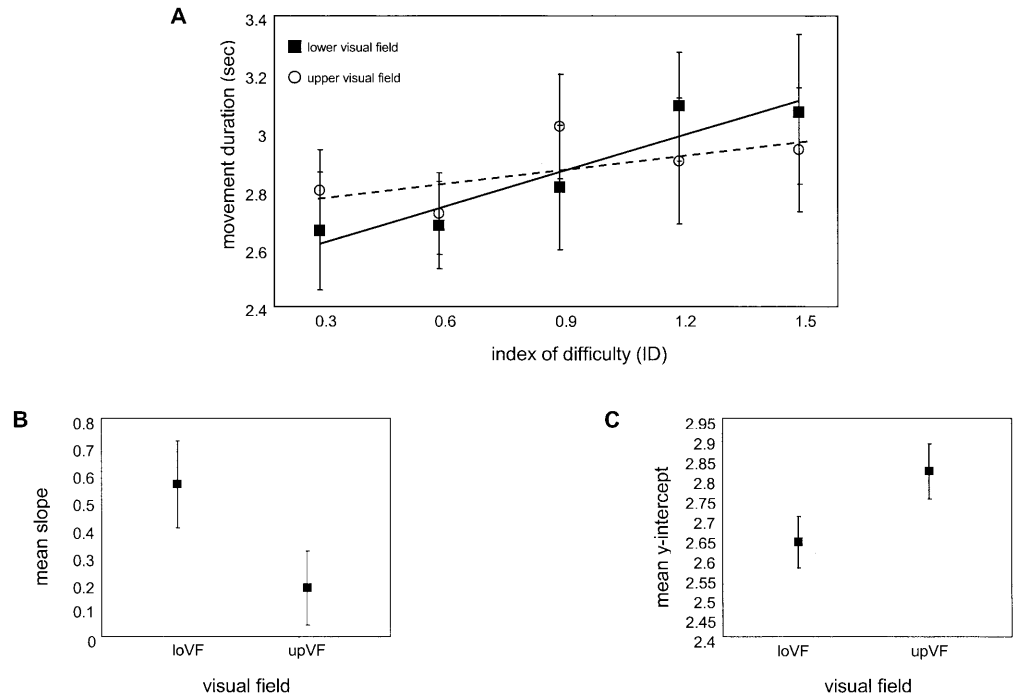 A
movement duration (sec)
3.4
3.2
3
2.8
2.6
2.4
lower visual field
upper visual field
0.3 0.6 0.9 1.2 1.5
index of difficulty (ID)
B
mean slope
0.8
0.7
0.6
0.5
0.4
0.3
0.2
0.1
0
loVF upVF
visual field
C
mean y-intercept
2.95
2.9
2.85
2.8
2.75
2.7
2.65
2.6
2.55
2.5
2.45
2.4
loVF upVF
visual field